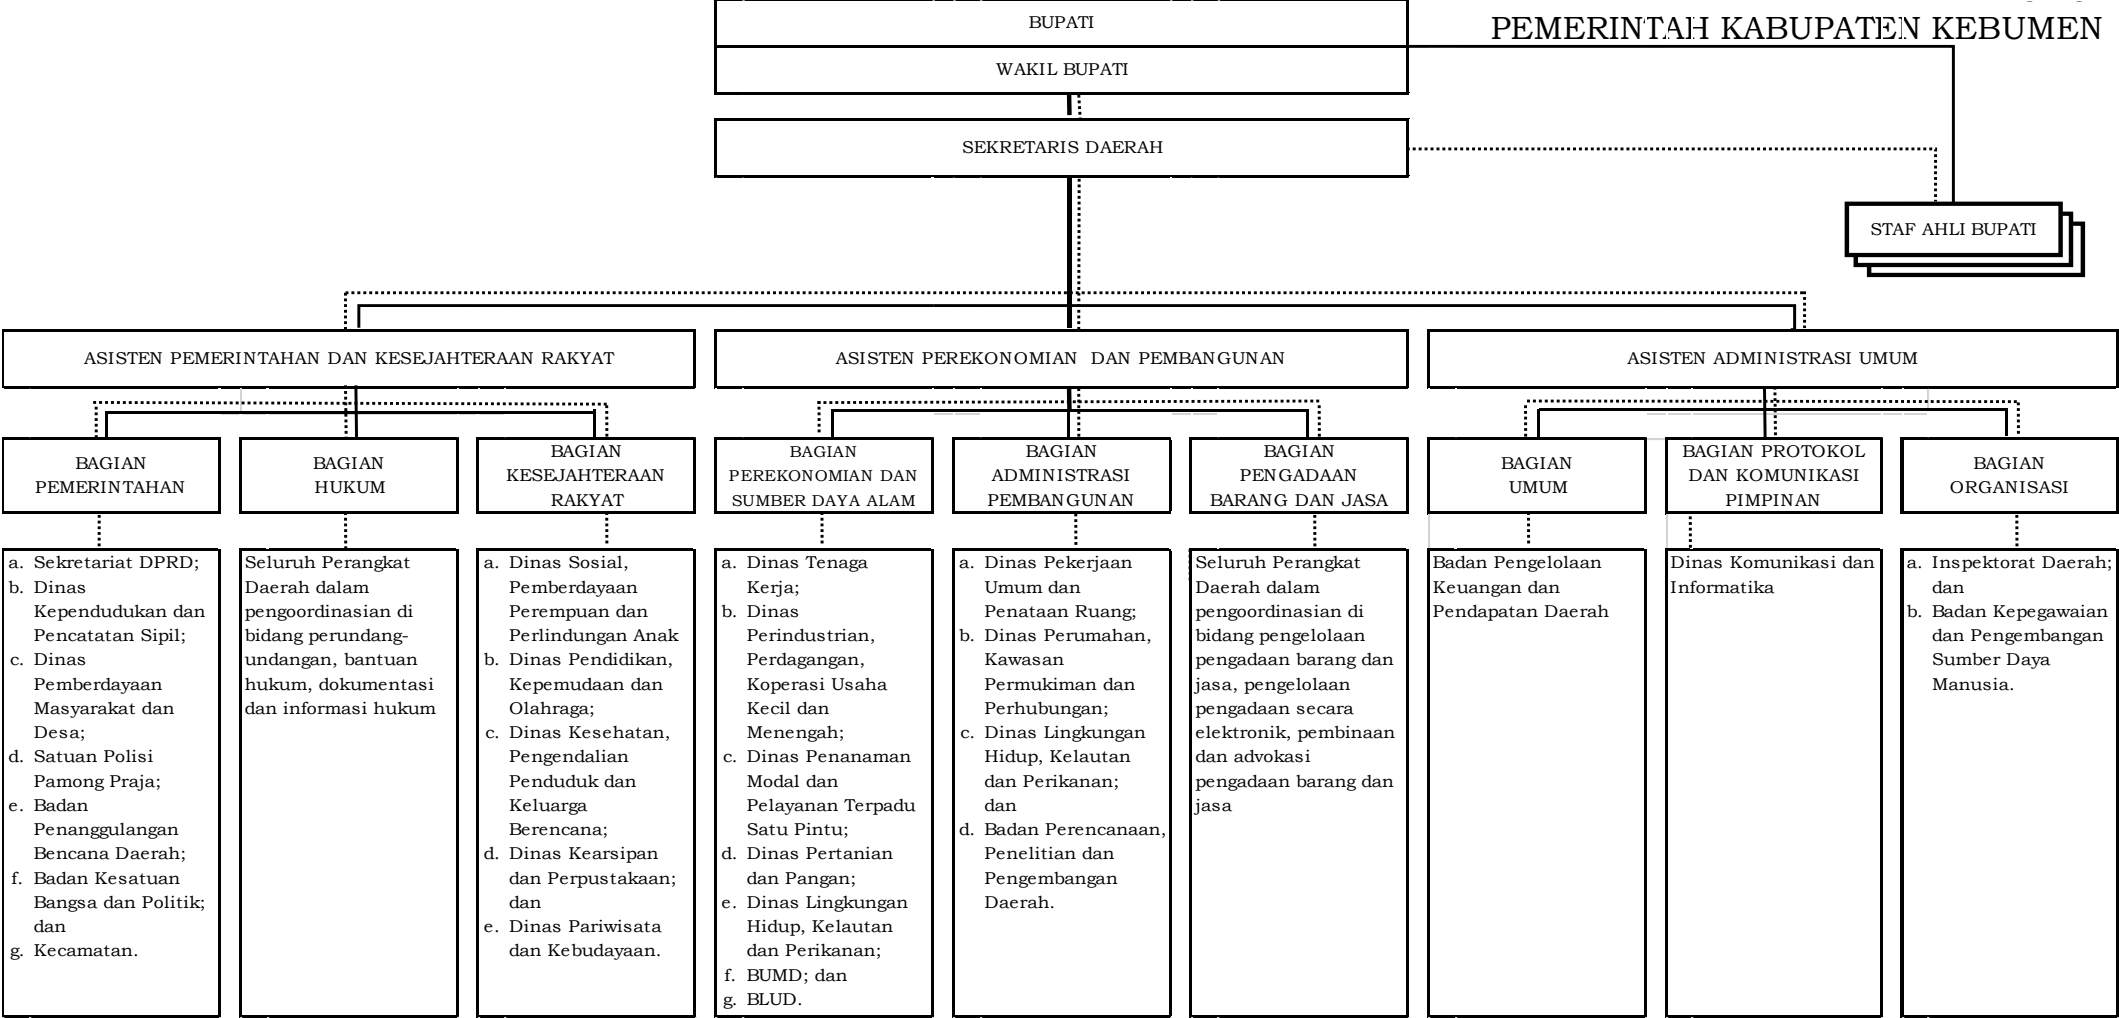 PEMERINTAH KABUPATEN KEBUMEN
BUPATI
WAKIL BUPATI
SEKRETARIS DAERAH
STAF AHLI BUPATI
ASISTEN PEMERINTAHAN DAN KESEJAHTERAAN RAKYAT
ASISTEN PEREKONOMIAN DAN PEMBANGUNAN
ASISTEN ADMINISTRASI UMUM
BAGIAN
PEMERINTAHAN
BAGIAN
HUKUM
BAGIAN
KESEJAHTERAAN
RAKYAT
BAGIAN
PEREKONOMIAN DAN
SUMBER DAYA ALAM
BAGIAN
ADMINISTRASI
PEMBANGUNAN
BAGIAN
PENGADAAN
BARANG DAN JASA
BAGIAN
UMUM
BAGIAN PROTOKOL
DAN KOMUNIKASI
PIMPINAN
BAGIAN
ORGANISASI
a. Sekretariat DPRD;
b. Dinas
Kependudukan dan
Pencatatan Sipil;
c. Dinas
Pemberdayaan
Masyarakat dan
Desa;
d. Satuan Polisi
Pamong Praja;
e. Badan
Penanggulangan
Bencana Daerah;
f. Badan Kesatuan
Bangsa dan Politik;
dan
g. Kecamatan.
Seluruh Perangkat
Daerah dalam
pengoordinasian di
bidang perundang-
undangan, bantuan
hukum, dokumentasi
dan informasi hukum
a. Dinas Sosial,
Pemberdayaan
Perempuan dan
Perlindungan Anak
b. Dinas Pendidikan,
Kepemudaan dan
Olahraga;
c. Dinas Kesehatan,
Pengendalian
Penduduk dan
Keluarga
Berencana;
d. Dinas Kearsipan
dan Perpustakaan;
dan
e. Dinas Pariwisata
dan Kebudayaan.
a. Dinas Tenaga
Kerja;
b. Dinas
Perindustrian,
Perdagangan,
Koperasi Usaha
Kecil dan
Menengah;
c. Dinas Penanaman
Modal dan
Pelayanan Terpadu
Satu Pintu;
d. Dinas Pertanian
dan Pangan;
e. Dinas Lingkungan
Hidup, Kelautan
dan Perikanan;
f. BUMD; dan
g. BLUD.
a. Dinas Pekerjaan
Umum dan
Penataan Ruang;
b. Dinas Perumahan,
Kawasan
Permukiman dan
Perhubungan;
c. Dinas Lingkungan
Hidup, Kelautan
dan Perikanan;
dan
d. Badan Perencanaan,
Penelitian dan
Pengembangan
Daerah.
Seluruh Perangkat
Daerah dalam
pengoordinasian di
bidang pengelolaan
pengadaan barang dan
jasa, pengelolaan
pengadaan secara
elektronik, pembinaan
dan advokasi
pengadaan barang dan
jasa
Badan Pengelolaan
Keuangan dan
Pendapatan Daerah
Dinas Komunikasi dan
Informatika
a. Inspektorat Daerah;
dan
b. Badan Kepegawaian
dan Pengembangan
Sumber Daya
Manusia.